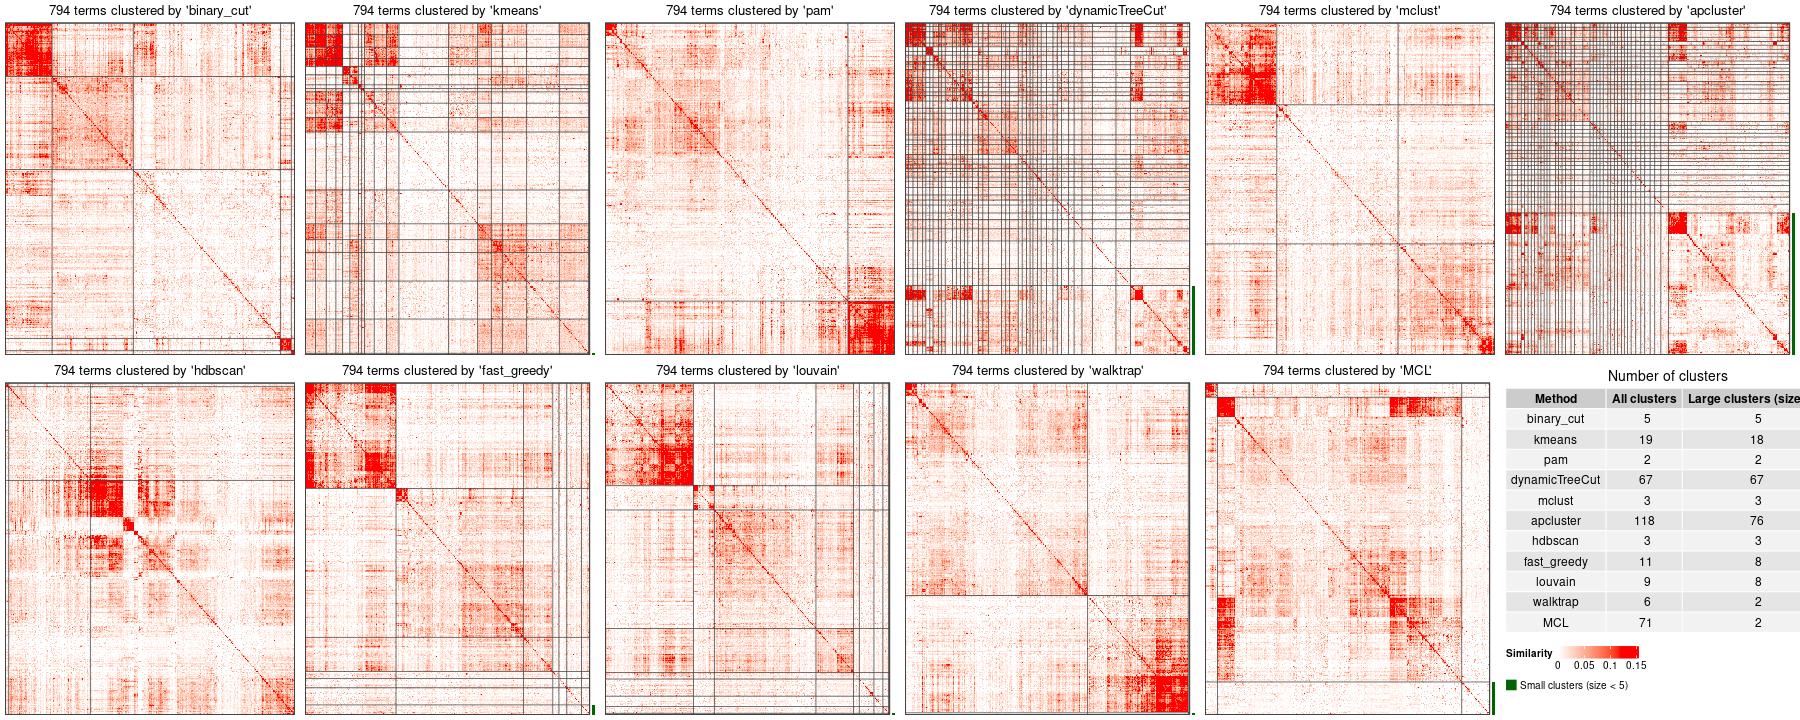 794 terms clustered by 'binary_cut'
794 terms clustered by 'kmeans'
794 terms clustered by 'pam'
794 terms clustered by 'dynamicTreeCut'
794 terms clustered by 'mclust'
794 terms clustered by 'apcluster'
794 terms clustered by 'hdbscan'
794 terms clustered by 'fast_greedy'
794 terms clustered by 'louvain'
794 terms clustered by 'walktrap'
794 terms clustered by 'MCL'
Number of clusters
Method All clusters Large clusters (size
binary_cut 5 5
kmeans 19 18
pam 2 2
dynamicTreeCut 67 67
mclust 3 3
apcluster 118 76
hdbscan 3 3
fast_greedy 11 8
louvain 9 8
walktrap 6 2
MCL 71 2
Similarity
0 0.05 0.1 0.15
Small clusters (size < 5)